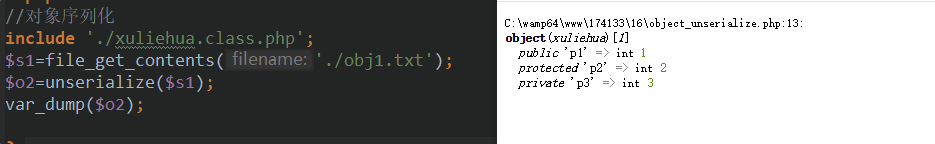 //对象序列化
include './xuliehua.class.php';
$s1=file_get_contents( filename: './obj1.txt');
$o2=unserialize($s1);
var_dump($o2);
C:\wamp64\www\174133\16\object_unserialize.php:13:
object(xuliehua)[1]
public 'p1' => int 1
protected 'p2' => int 2
private 'p3' => int 3